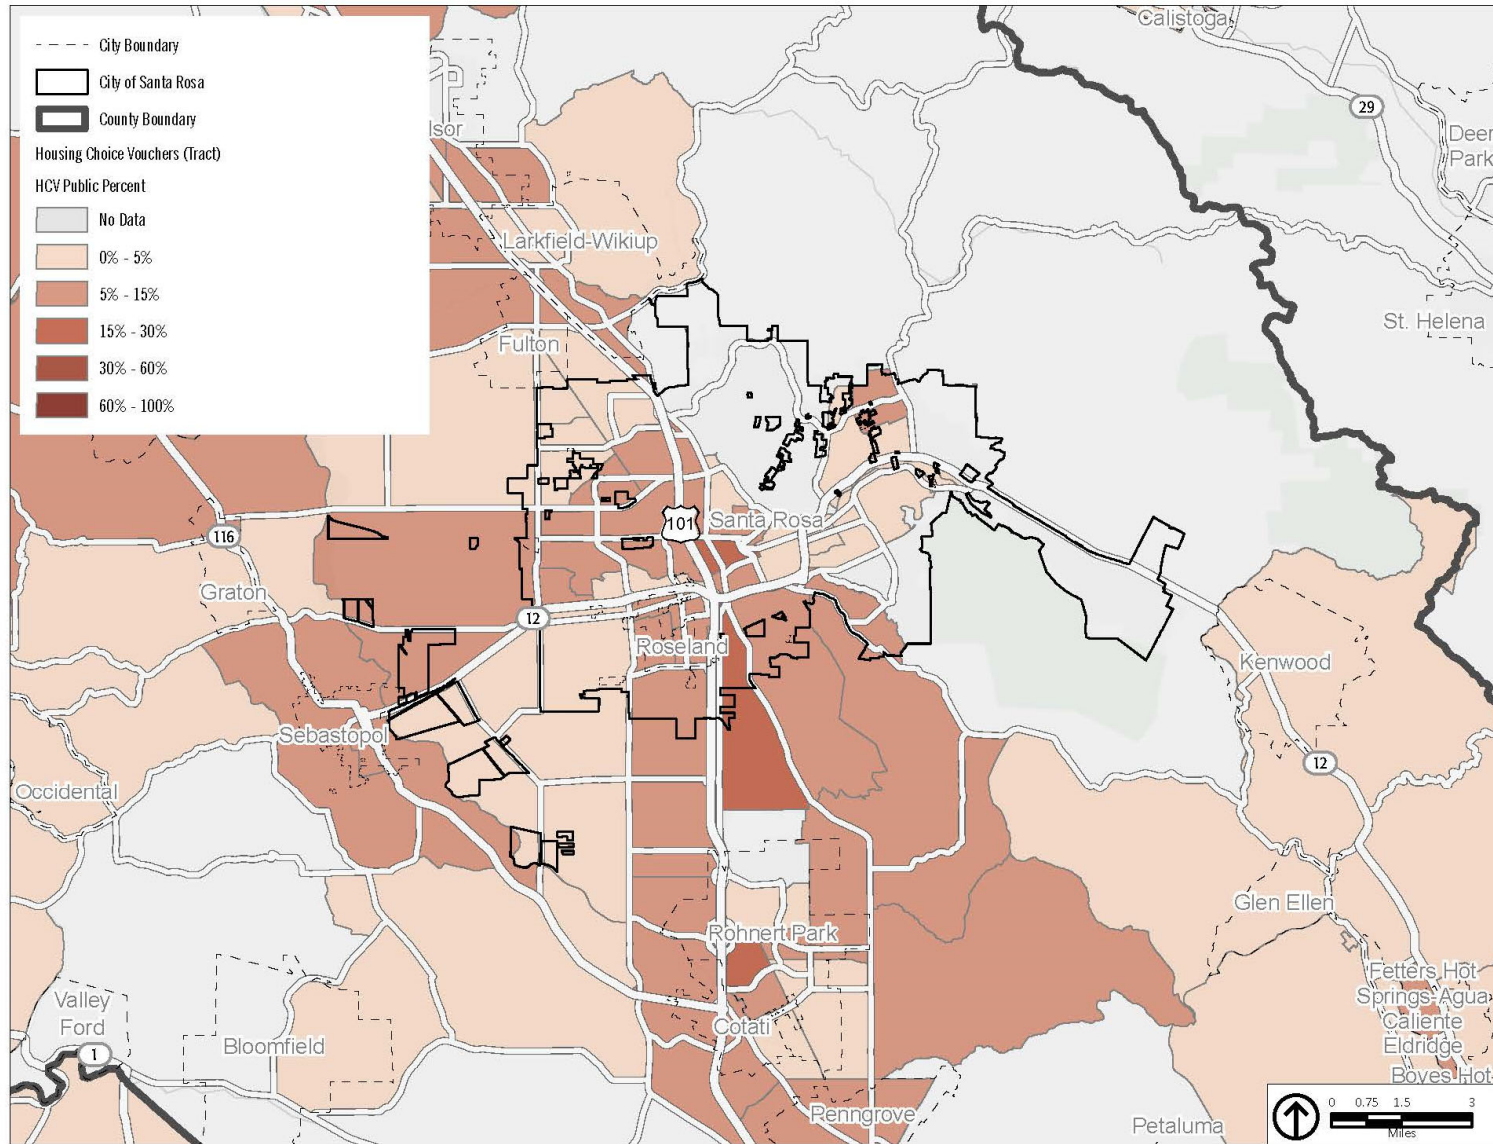 City Boundary
City of Santa Rosa
County Boundary
Housing Choice Vouchers (Tract)
HCV Public Percent
No Data
0% - 5%
5% - 15%
15% - 30%
30% - 60%
60% - 100%
Calistoga
29
Deer
Park
lsor
Larkfield-Wikiup
St. Helena
Fulton
101
Santa Rosa
116
Graton
12
Roseland
Kenwood
Sebastopol
12
Occidental
Glen Ellen
Rohnert Park
Fetters Hot
Springs-Agua
Caliente
Eldridge
Boyes Hot
Valley
Ford
1
Bloomfield
Cotati
Penngrove
Petaluma
0 0.75 1.5 3
Miles